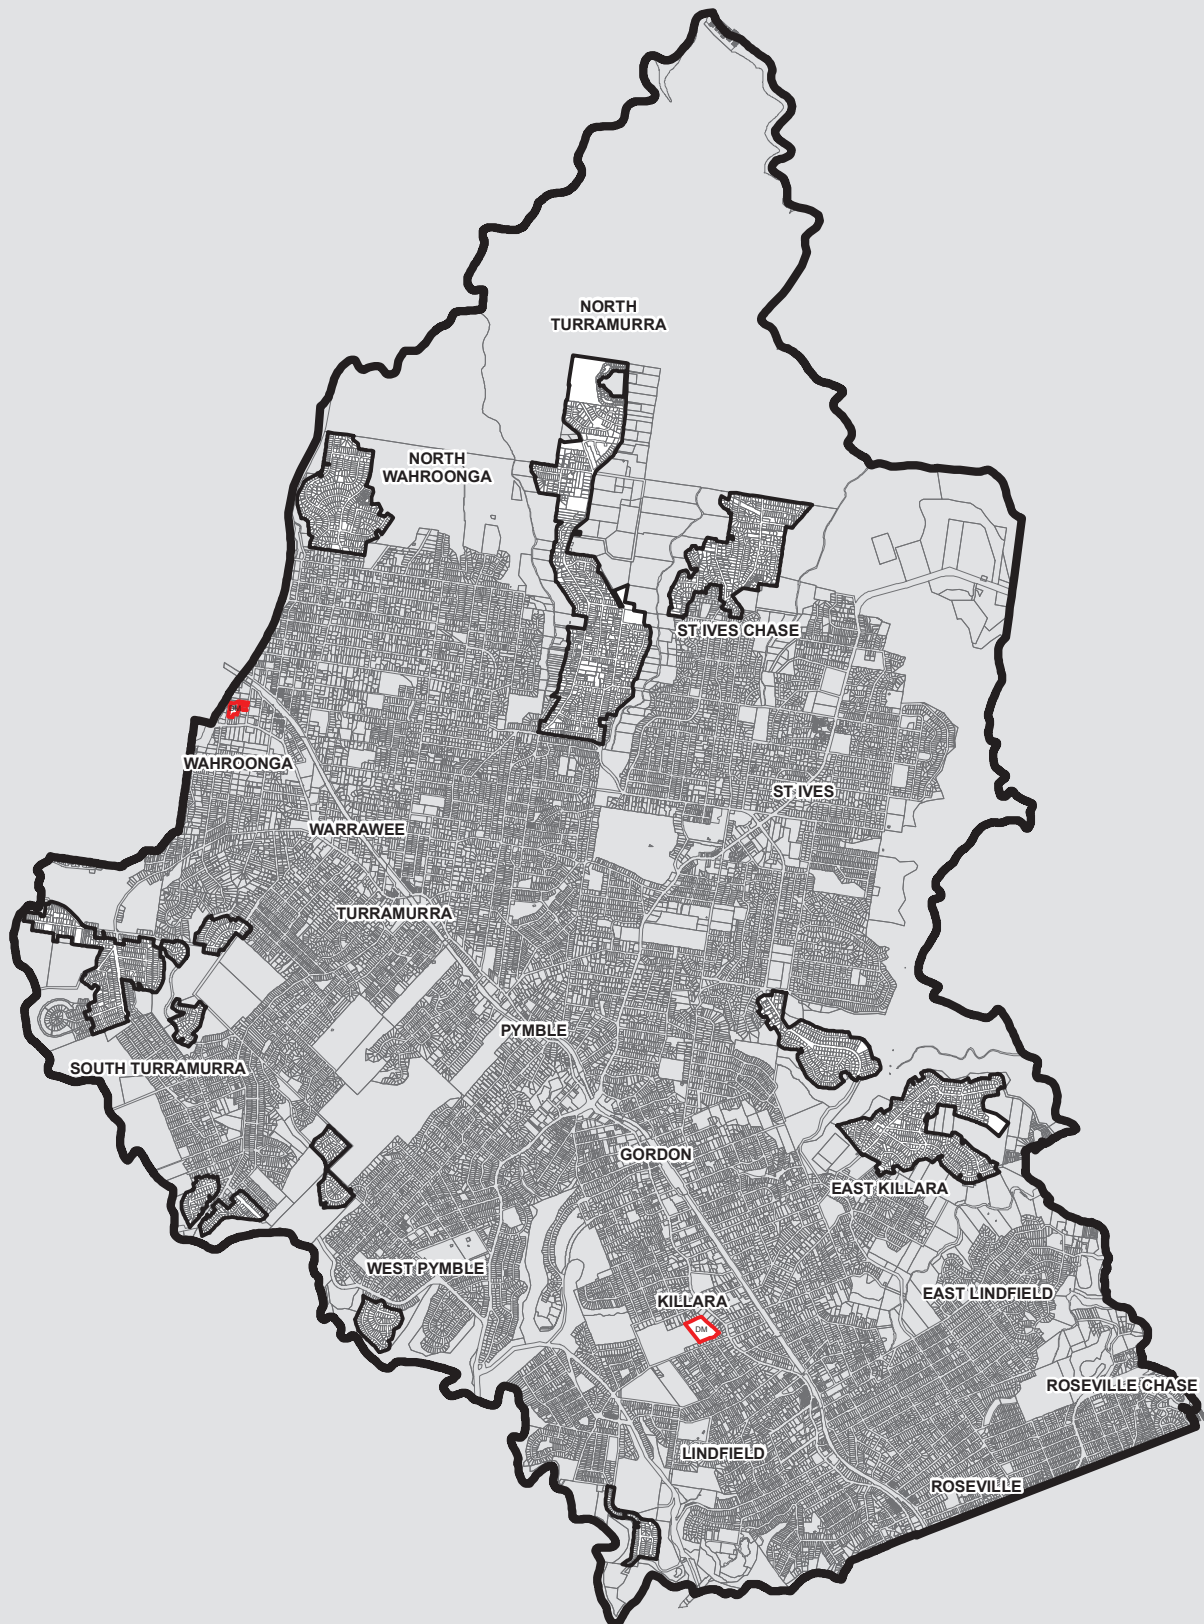 NORTH
TURRAMURRA
NORTH
WAHROONGA
ST IVES CHASE
WAHROONGA
ST IVES
WARRAWEE
TURRAMURRA
PYMBLE
SOUTH TURRAMURRA
GORDON
EAST KILLARA
WEST PYMBLE
EAST LINDFIELD
KILLARA
DM
ROSEVILLE CHASE
LINDFIELD
ROSEVILLE